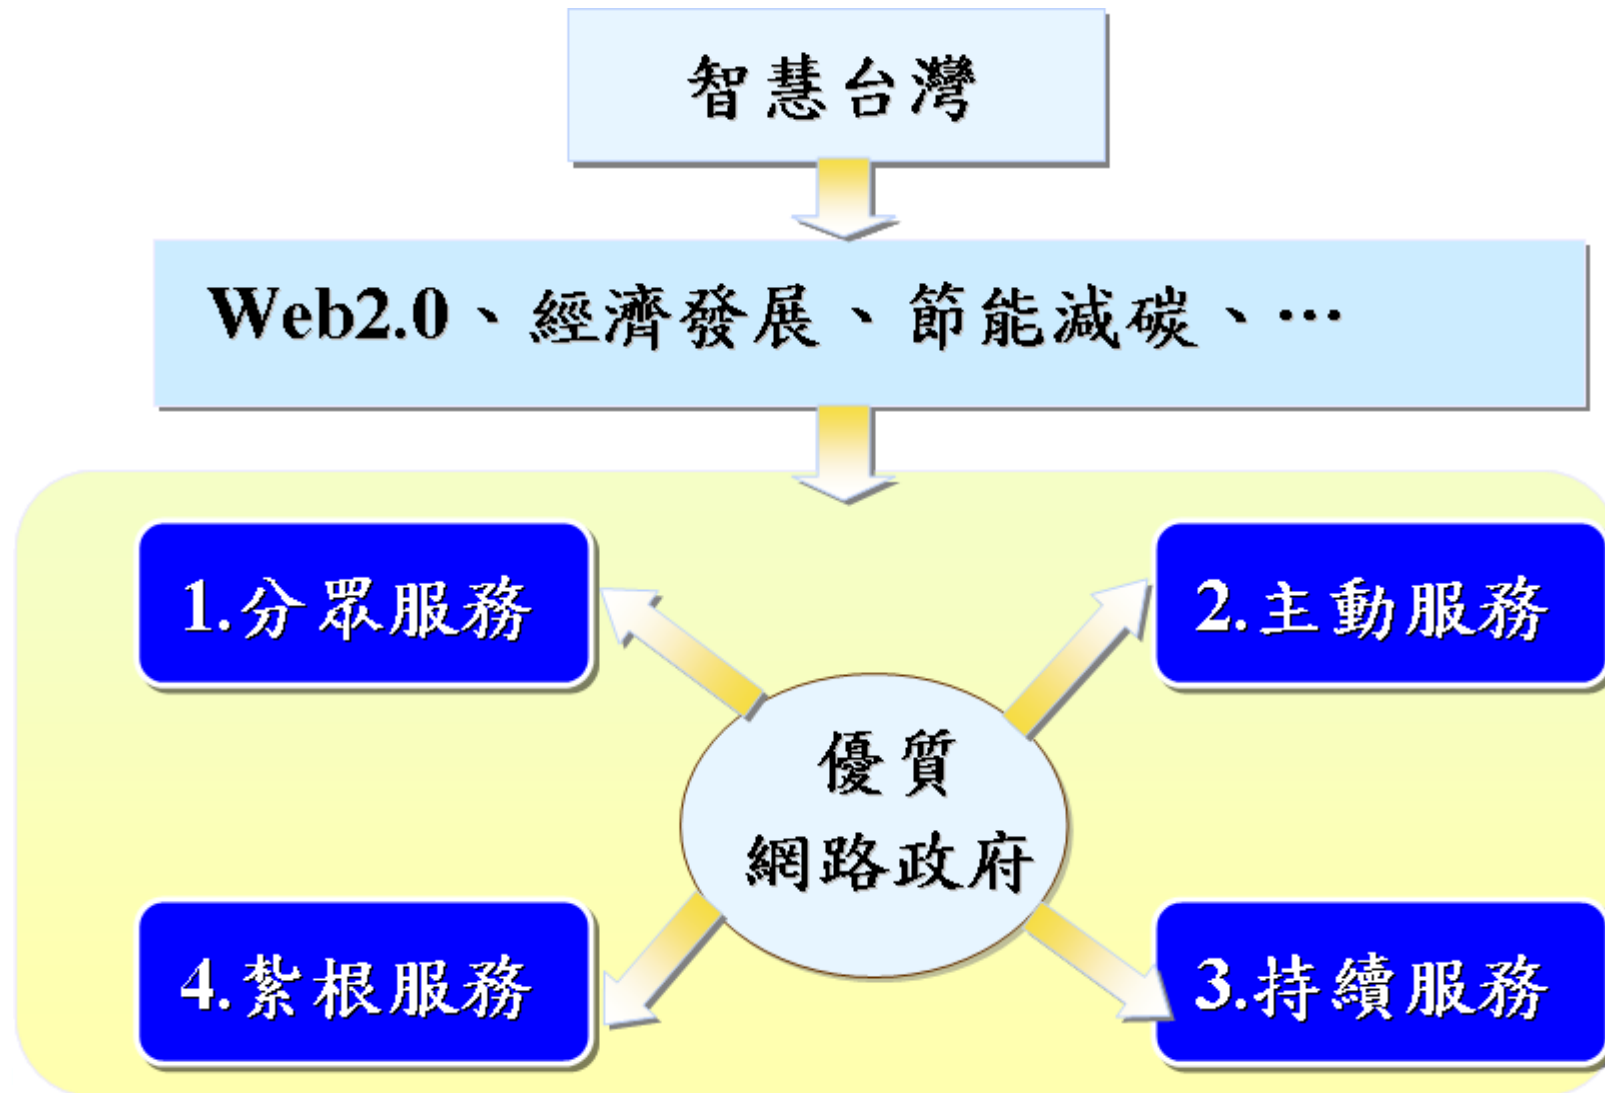 智慧台灣
Web2.0、經濟發展、節能減碳、…
1.分眾服務
2.主動服務
優質
網路政府
4.紮根服務
3.持續服務